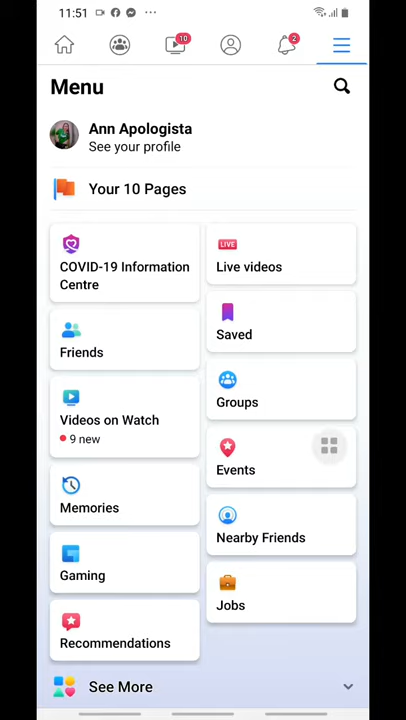 11:51
10
2
Menu
Ann Apologista
See your profile
Your 10 Pages
COVID-19 Information
Centre
LIVE
Live videos
Friends
Saved
Videos on Watch
9 new
Groups
Events
Memories
Nearby Friends
Gaming
Jobs
Recommendations
See More